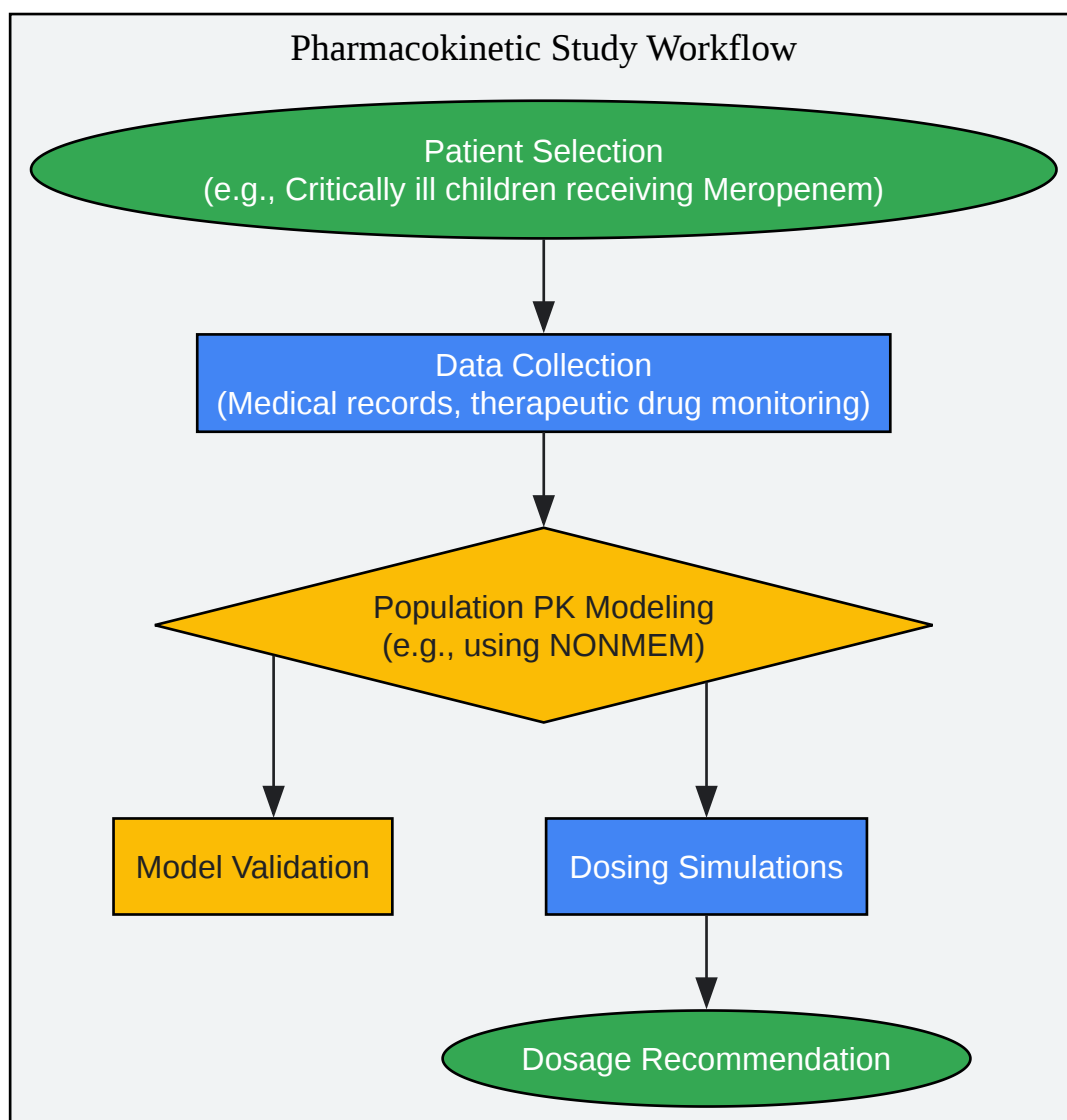 Pharmacokinetic Study Workflow
Patient Selection
(e.g., Critically ill children receiving Meropenem)
Data Collection
(Medical records, therapeutic drug monitoring)
Population PK Modeling
(e.g., using NONMEM)
Model Validation
Dosing Simulations
Dosage Recommendation